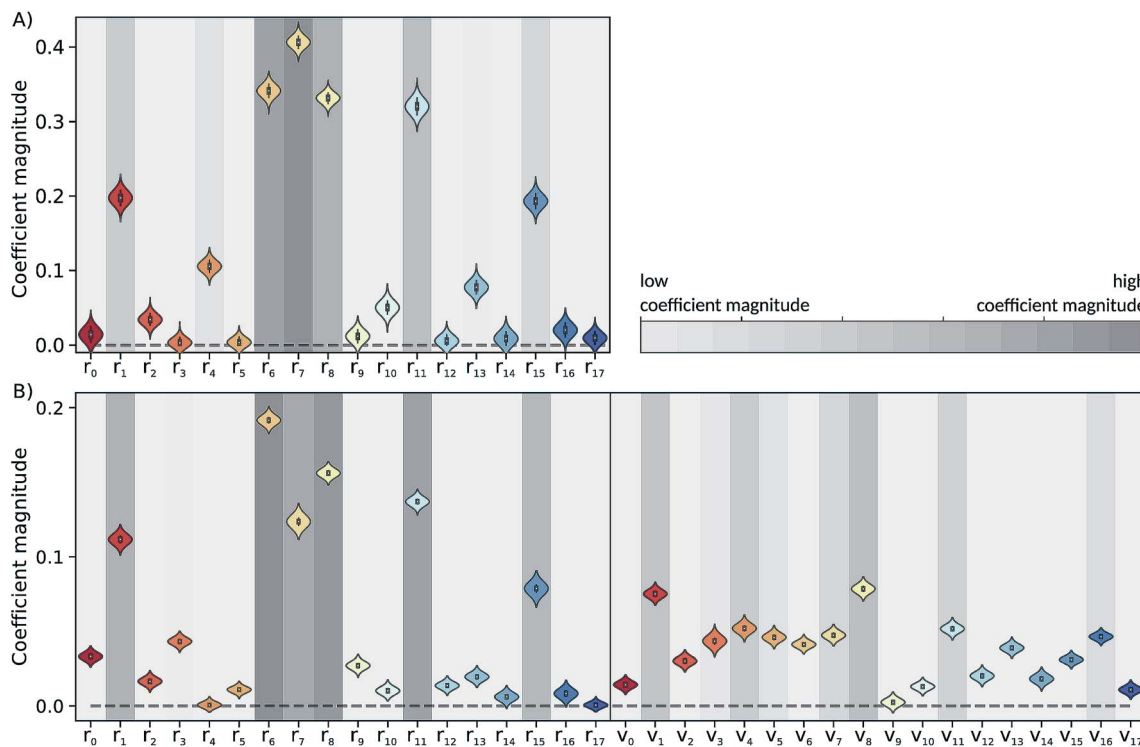 A)
Coefficient magnitude
0.4
0.3
0.2
0.1
0.0
r₀ r₁ r₂ r₃ r₄ r₅ r₆ r₇ r₈ r₉ r₁₀ r₁₁ r₁₂ r₁₃ r₁₄ r₁₅ r₁₆ r₁₇
low high
coefficient magnitude coefficient magnitude
B)
Coefficient magnitude
0.2
0.1
0.0
r₀ r₁ r₂ r₃ r₄ r₅ r₆ r₇ r₈ r₉ r₁₀ r₁₁ r₁₂ r₁₃ r₁₄ r₁₅ r₁₆ r₁₇ v₀ v₁ v₂ v₃ v₄ v₅ v₆ v₇ v₈ v₉ v₁₀ v₁₁ v₁₂ v₁₃ v₁₄ v₁₅ v₁₆ v₁₇